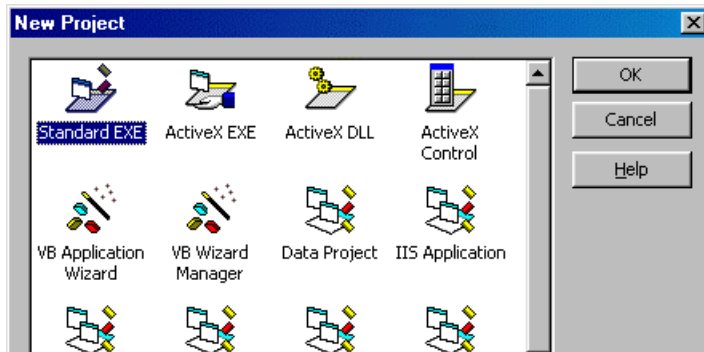 New Project
Standard EXE
ActiveX EXE
ActiveX DLL
ActiveX
Control
OK
Cancel
Help
VB Application
Wizard
VB Wizard
Manager
Data Project
IIS Application